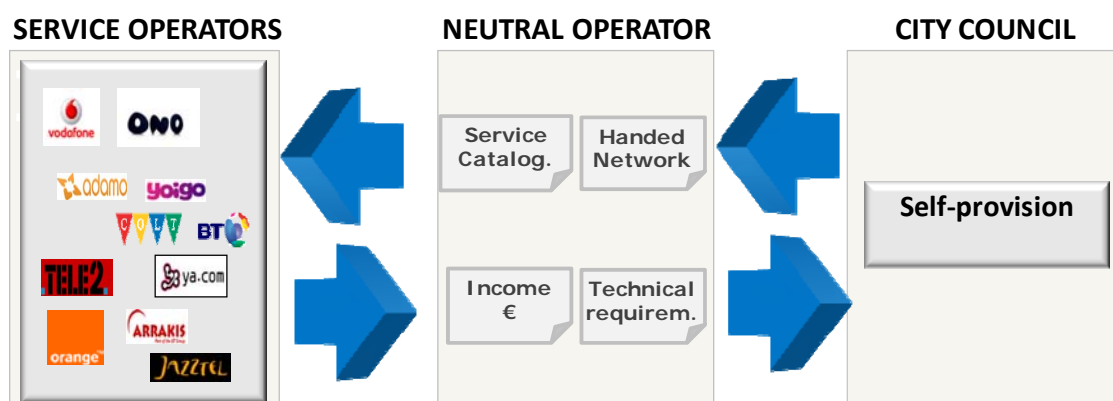 SERVICE OPERATORS
NEUTRAL OPERATOR
CITY COUNCIL
vodafone
ONO
adamo
yoigo
COLT
BT
TELE2.
ya.com
orange™
ARRAKIS
JAZZTEL
Service
Catalog.
Handed
Network
Income
€
Technical
requirem.
Self-provision